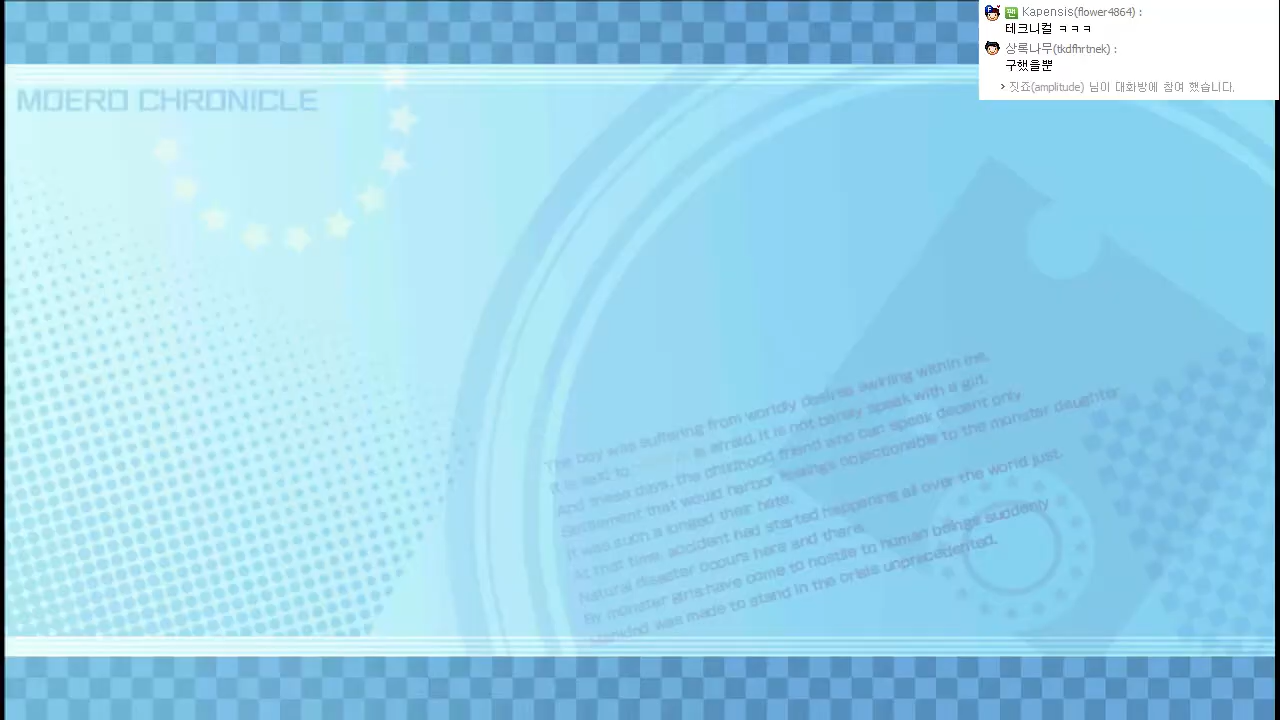 MOERO CHRONICLE
팬 Kapensis(flower4864) :
테크니컬 ㅋㅋㅋ
상록나무(tkdfhrtnek) :
구했을뿐
> 짓죠(amplitude) 님이 대화방에 참여 했습니다.
The boy was suffering from worldly desires swirling within me.
It is said to is afraid, it is not barely speak with a girl.
And these days, the childhood friend who can speak decent only
Settlement that would harbor feelings objectionable to the monster daughter
It was such a longed their hate.
At that time, accident had started happening all over the world just.
Natural disaster occurs here and there.
By monster girls have come to hostile to human beings suddenly
Mankind was made to stand in the crisis unprecedented.